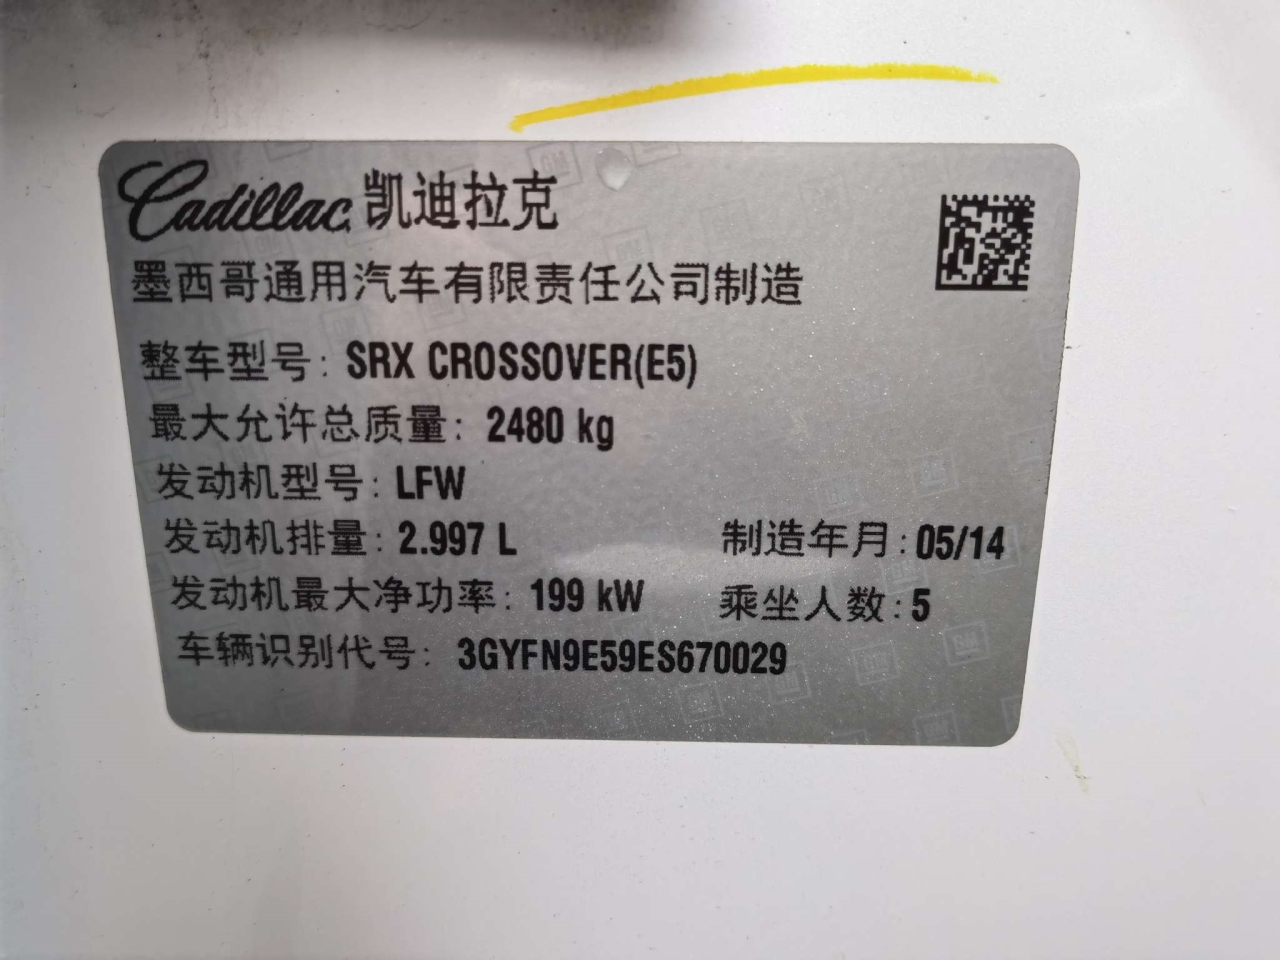 Cadillac 凯迪拉克
墨西哥通用汽车有限责任公司制造
整车型号: SRX CROSSOVER(E5)
最大允许总质量: 2480 kg
发动机型号: LFW
发动机排量: 2.997 L
制造年月: 05/14
发动机最大净功率: 199 kW
乘坐人数: 5
车辆识别代号: 3GYFN9E59ES670029